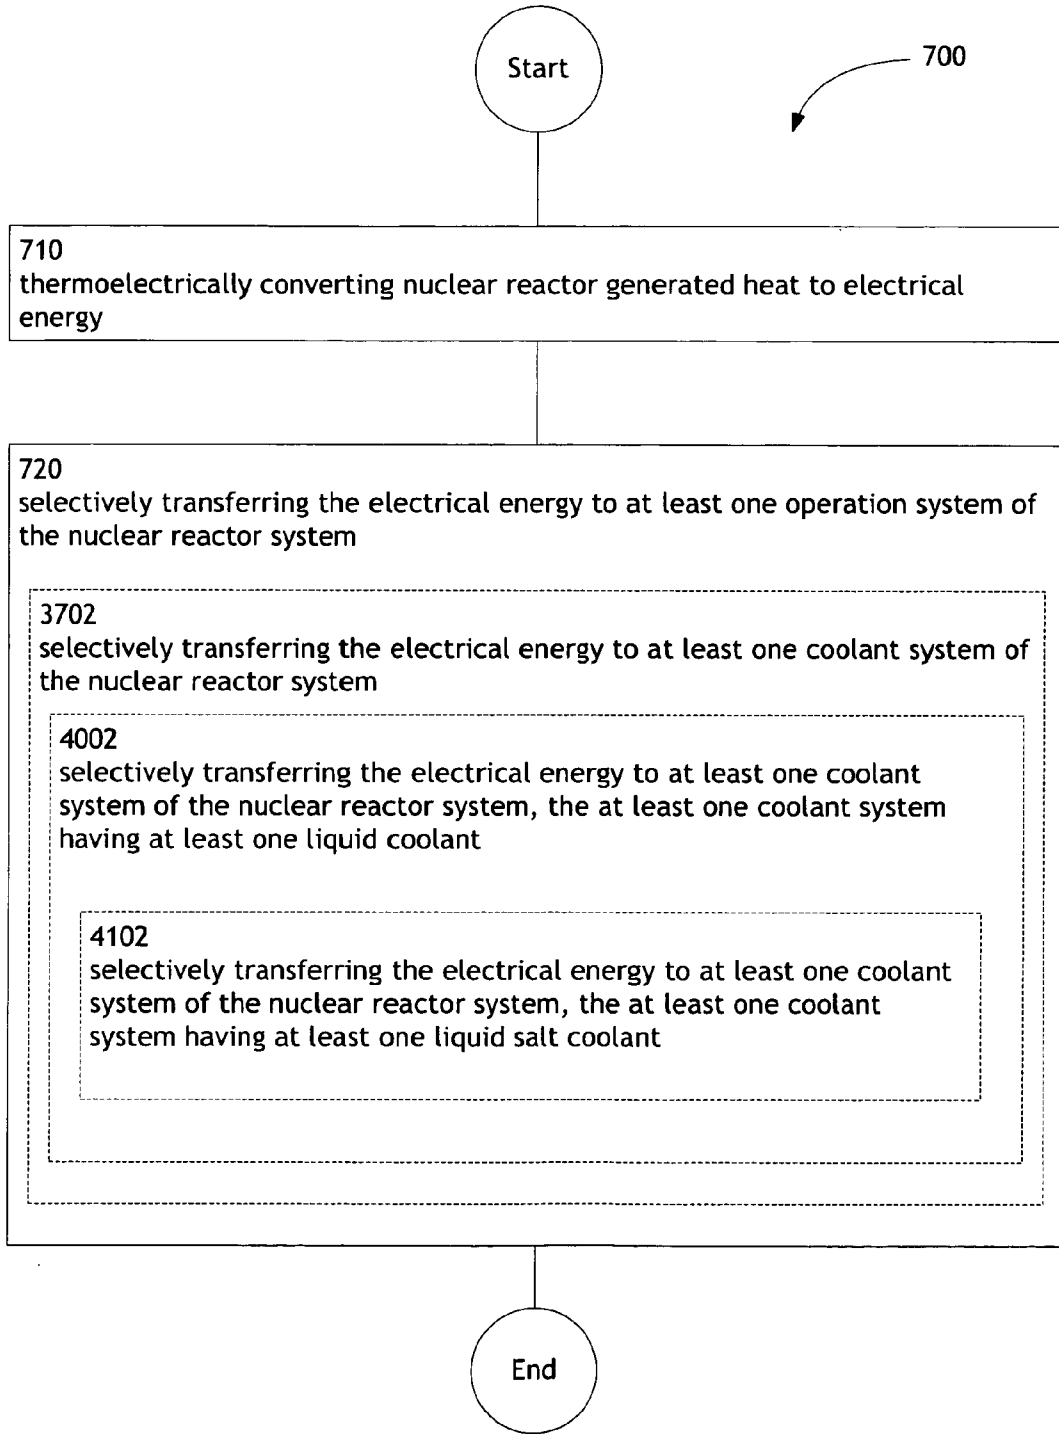 Start
700
710
thermoelectrically converting nuclear reactor generated heat to electrical
energy
720
selectively transferring the electrical energy to at least one operation system of
the nuclear reactor system
3702
selectively transferring the electrical energy to at least one coolant system of
the nuclear reactor system
4002
selectively transferring the electrical energy to at least one coolant
system of the nuclear reactor system, the at least one coolant system
having at least one liquid coolant
4102
selectively transferring the electrical energy to at least one coolant
system of the nuclear reactor system, the at least one coolant
system having at least one liquid salt coolant
End